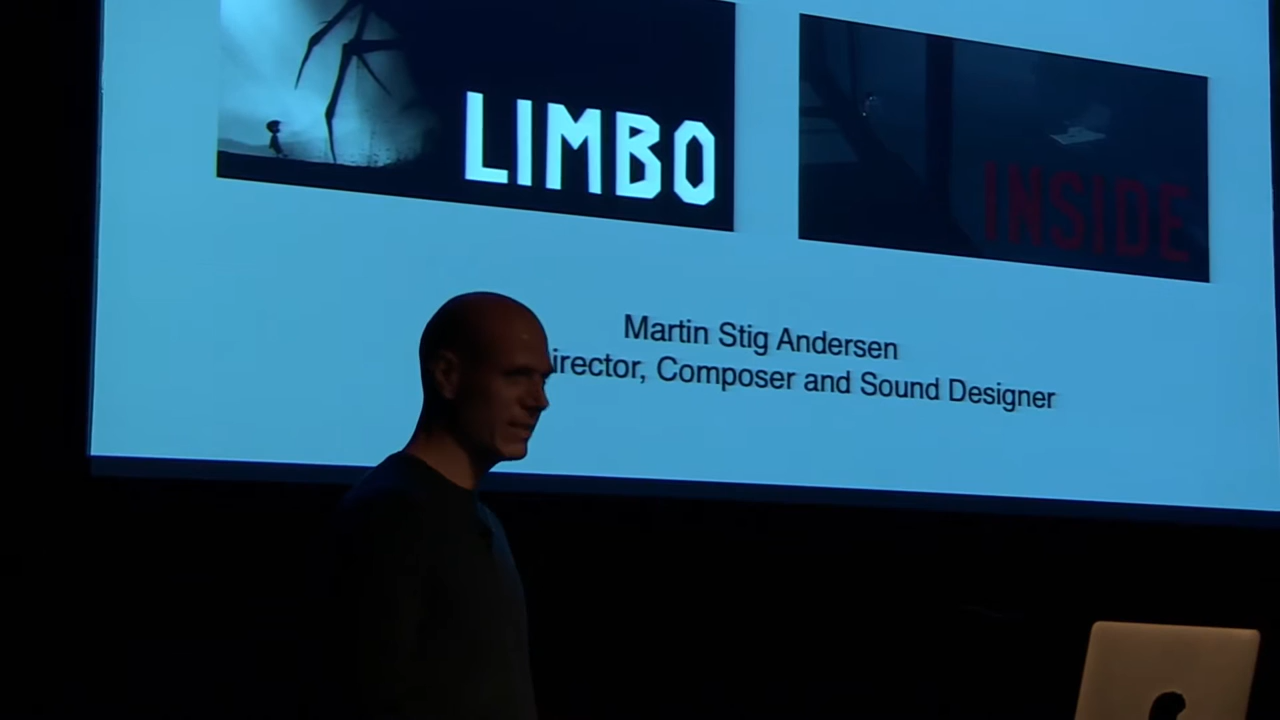 LIMBO
INSIDE
Martin Stig Andersen
irector, Composer and Sound Designer